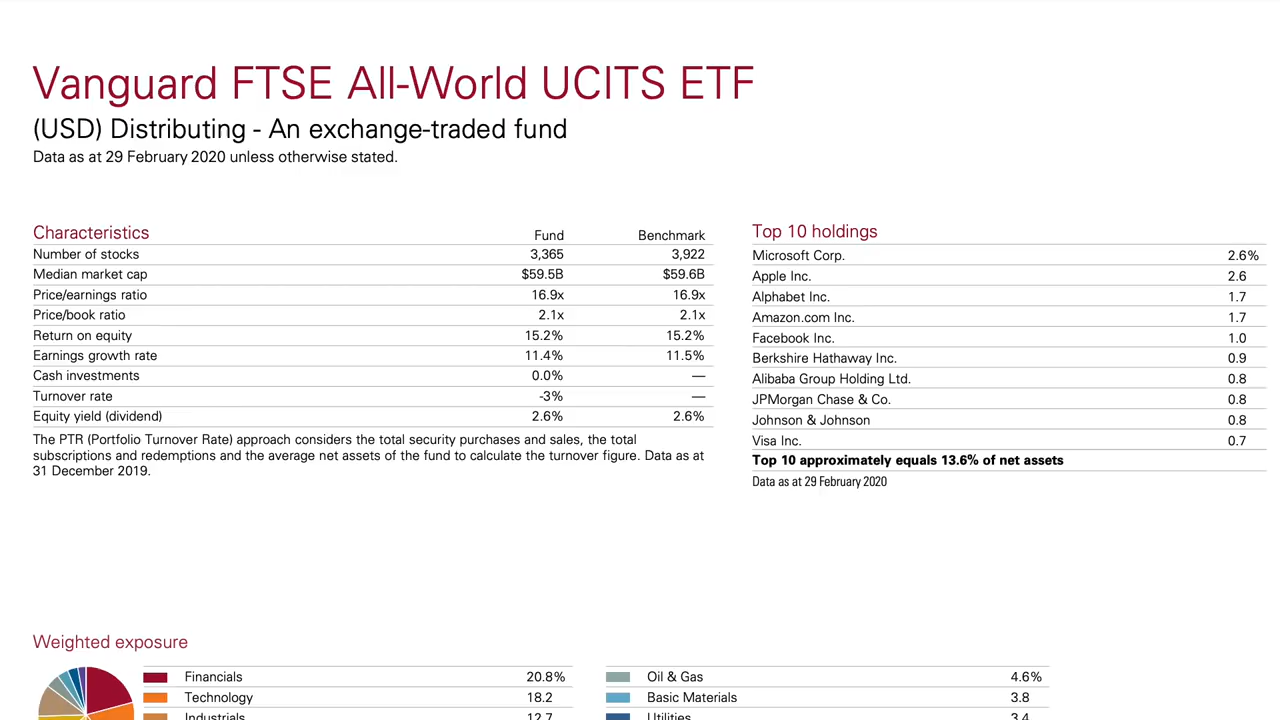 Vanguard FTSE All-World UCITS ETF
(USD) Distributing - An exchange-traded fund
Data as at 29 February 2020 unless otherwise stated.
Characteristics Fund Benchmark
Number of stocks 3,365 3,922
Median market cap $59.5B $59.6B
Price/earnings ratio 16.9x 16.9x
Price/book ratio 2.1x 2.1x
Return on equity 15.2% 15.2%
Earnings growth rate 11.4% 11.5%
Cash investments 0.0% —
Turnover rate -3% —
Equity yield (dividend) 2.6% 2.6%
The PTR (Portfolio Turnover Rate) approach considers the total security purchases and sales, the total
subscriptions and redemptions and the average net assets of the fund to calculate the turnover figure. Data as at
31 December 2019.
Top 10 holdings
Microsoft Corp. 2.6%
Apple Inc. 2.6
Alphabet Inc. 1.7
Amazon.com Inc. 1.7
Facebook Inc. 1.0
Berkshire Hathaway Inc. 0.9
Alibaba Group Holding Ltd. 0.8
JPMorgan Chase & Co. 0.8
Johnson & Johnson 0.8
Visa Inc. 0.7
Top 10 approximately equals 13.6% of net assets
Data as at 29 February 2020
Weighted exposure
Financials 20.8%
Technology 18.2
Industrials 12.7
Oil & Gas 4.6%
Basic Materials 3.8
Utilities 3.4